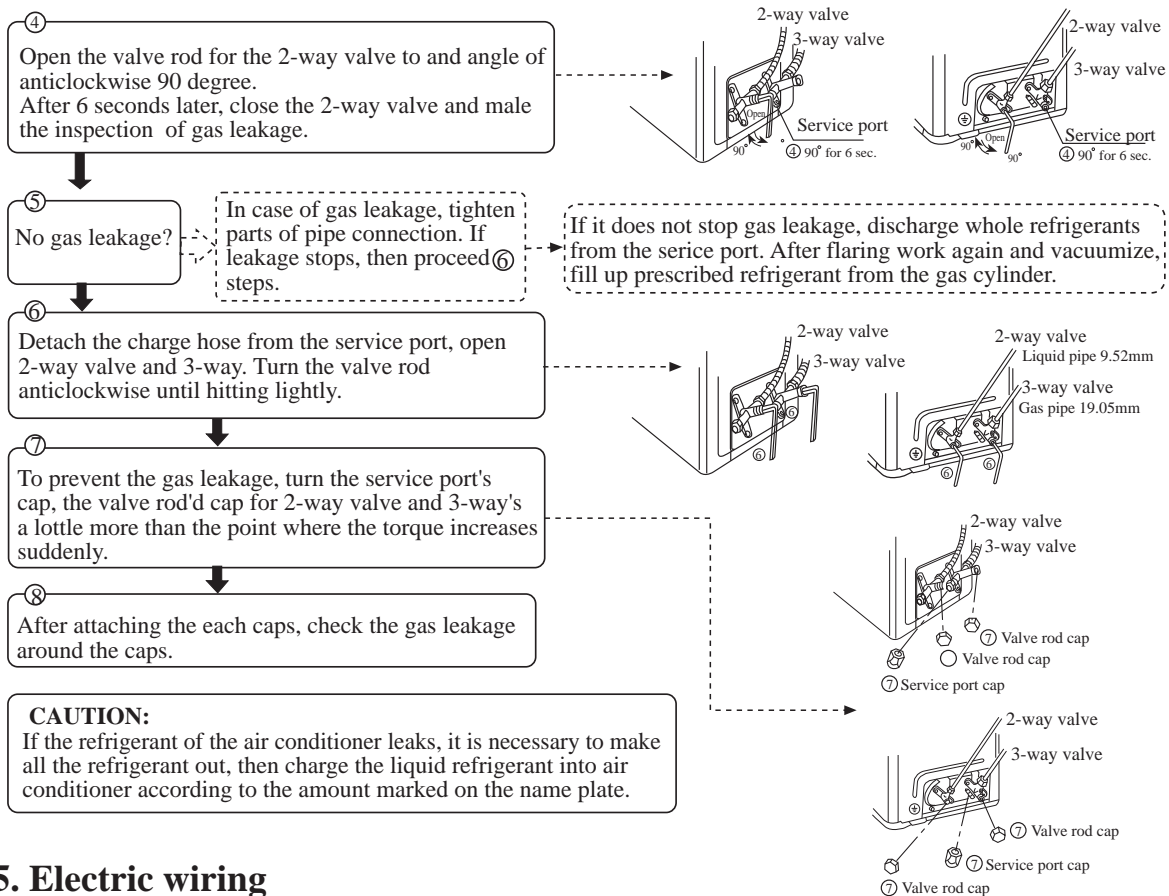 ④
Open the valve rod for the 2-way valve to and angle of
anticlockwise 90 degree.
After 6 seconds later, close the 2-way valve and male
the inspection of gas leakage.
2-way valve
3-way valve
Open
90°
Service port
④ 90° for 6 sec.
2-way valve
3-way valve
Open
90°
90°
Service port
④ 90° for 6 sec.
⑤
No gas leakage?
In case of gas leakage, tighten
parts of pipe connection. If
leakage stops, then proceed⑥
steps.
If it does not stop gas leakage, discharge whole refrigerants
from the serice port. After flaring work again and vacuumize,
fill up prescribed refrigerant from the gas cylinder.
⑥
Detach the charge hose from the service port, open
2-way valve and 3-way. Turn the valve rod
anticlockwise until hitting lightly.
2-way valve
3-way valve
⑥
⑥
2-way valve
Liquid pipe 9.52mm
3-way valve
Gas pipe 19.05mm
⑥ ⑥
⑦
To prevent the gas leakage, turn the service port's
cap, the valve rod'd cap for 2-way valve and 3-way's
a lottle more than the point where the torque increases
suddenly.
2-way valve
3-way valve
⑦ Valve rod cap
Valve rod cap
⑦ Service port cap
⑧
After attaching the each caps, check the gas leakage
around the caps.
CAUTION:
If the refrigerant of the air conditioner leaks, it is necessary to make
all the refrigerant out, then charge the liquid refrigerant into air
conditioner according to the amount marked on the name plate.
2-way valve
3-way valve
⑦ Valve rod cap
⑦ Service port cap
⑦ Valve rod cap
5. Electric wiring